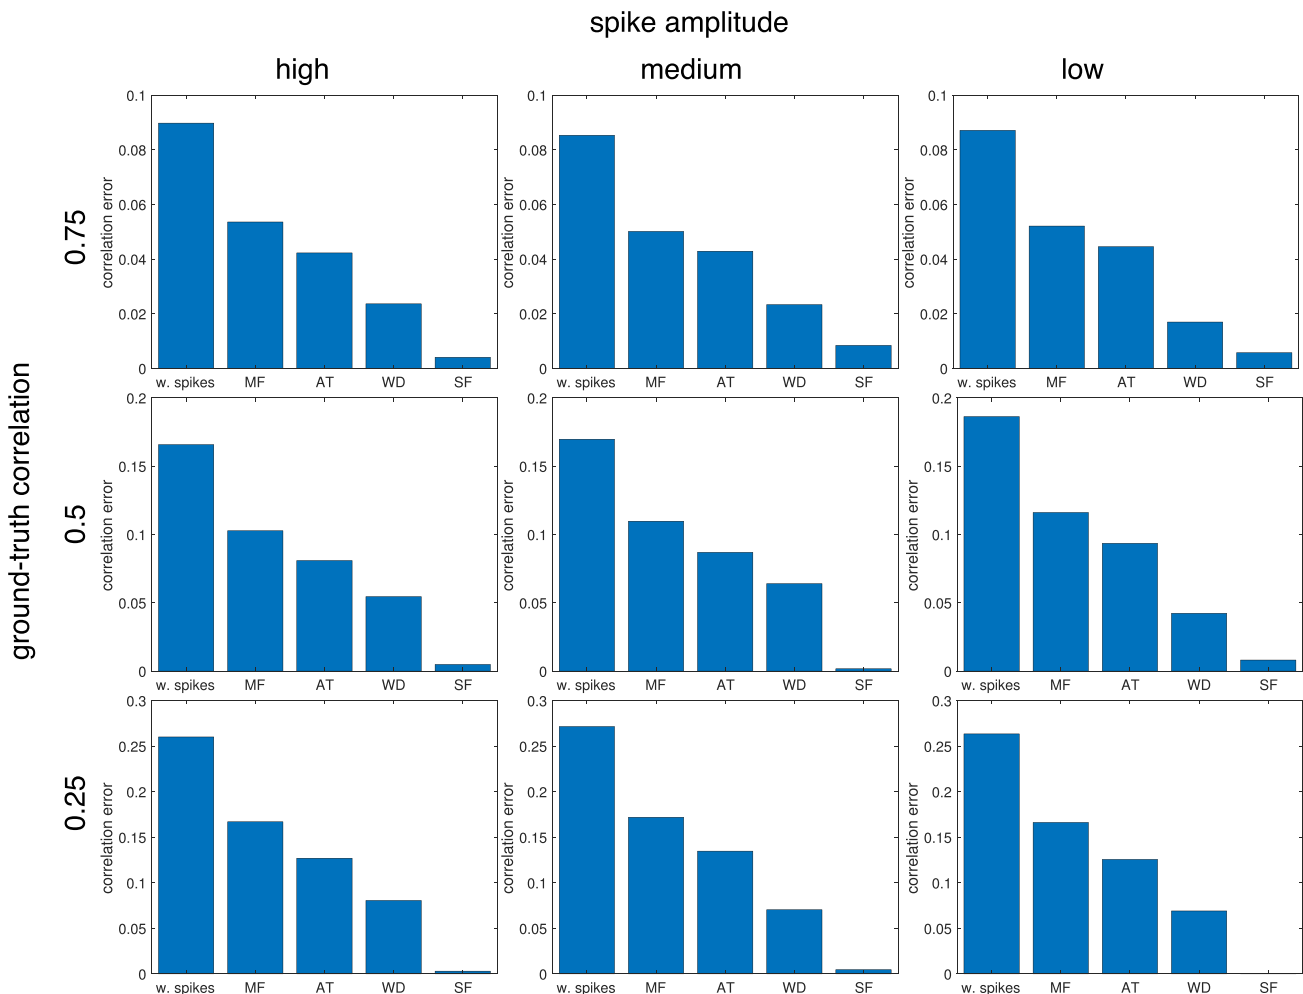 spike amplitude
high medium low
ground-truth correlation
0.75
correlation error
0.1
0.08
0.06
0.04
0.02
0
w. spikes MF AT WD SF
correlation error
0.1
0.08
0.06
0.04
0.02
0
w. spikes MF AT WD SF
correlation error
0.1
0.08
0.06
0.04
0.02
0
w. spikes MF AT WD SF
0.5
correlation error
0.2
0.15
0.1
0.05
0
w. spikes MF AT WD SF
correlation error
0.2
0.15
0.1
0.05
0
w. spikes MF AT WD SF
correlation error
0.2
0.15
0.1
0.05
0
w. spikes MF AT WD SF
0.25
correlation error
0.3
0.25
0.2
0.15
0.1
0.05
0
w. spikes MF AT WD SF
correlation error
0.3
0.25
0.2
0.15
0.1
0.05
0
w. spikes MF AT WD SF
correlation error
0.3
0.25
0.2
0.15
0.1
0.05
0
w. spikes MF AT WD SF